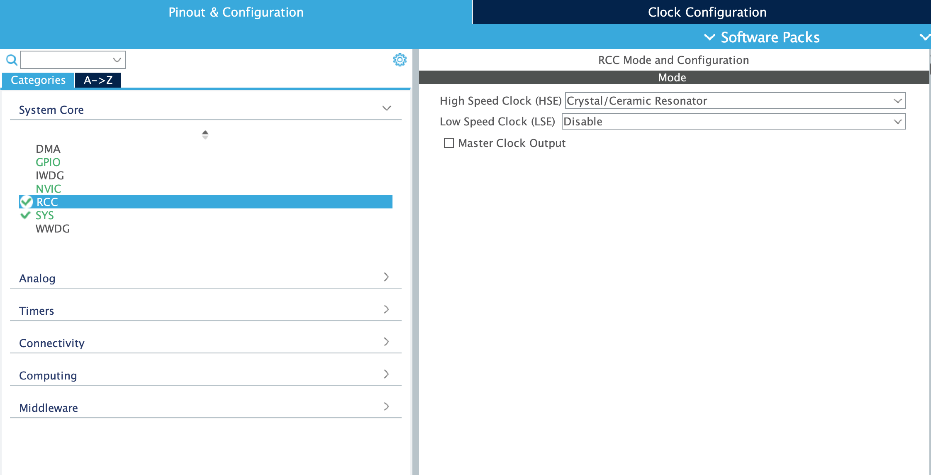 Pinout & Configuration
Clock Configuration
Software Packs
Categories
A->Z
System Core
DMA
GPIO
IWDG
NVIC
RCC
SYS
WWDG
Analog
Timers
Connectivity
Computing
Middleware
RCC Mode and Configuration
Mode
High Speed Clock (HSE) Crystal/Ceramic Resonator
Low Speed Clock (LSE) Disable
Master Clock Output